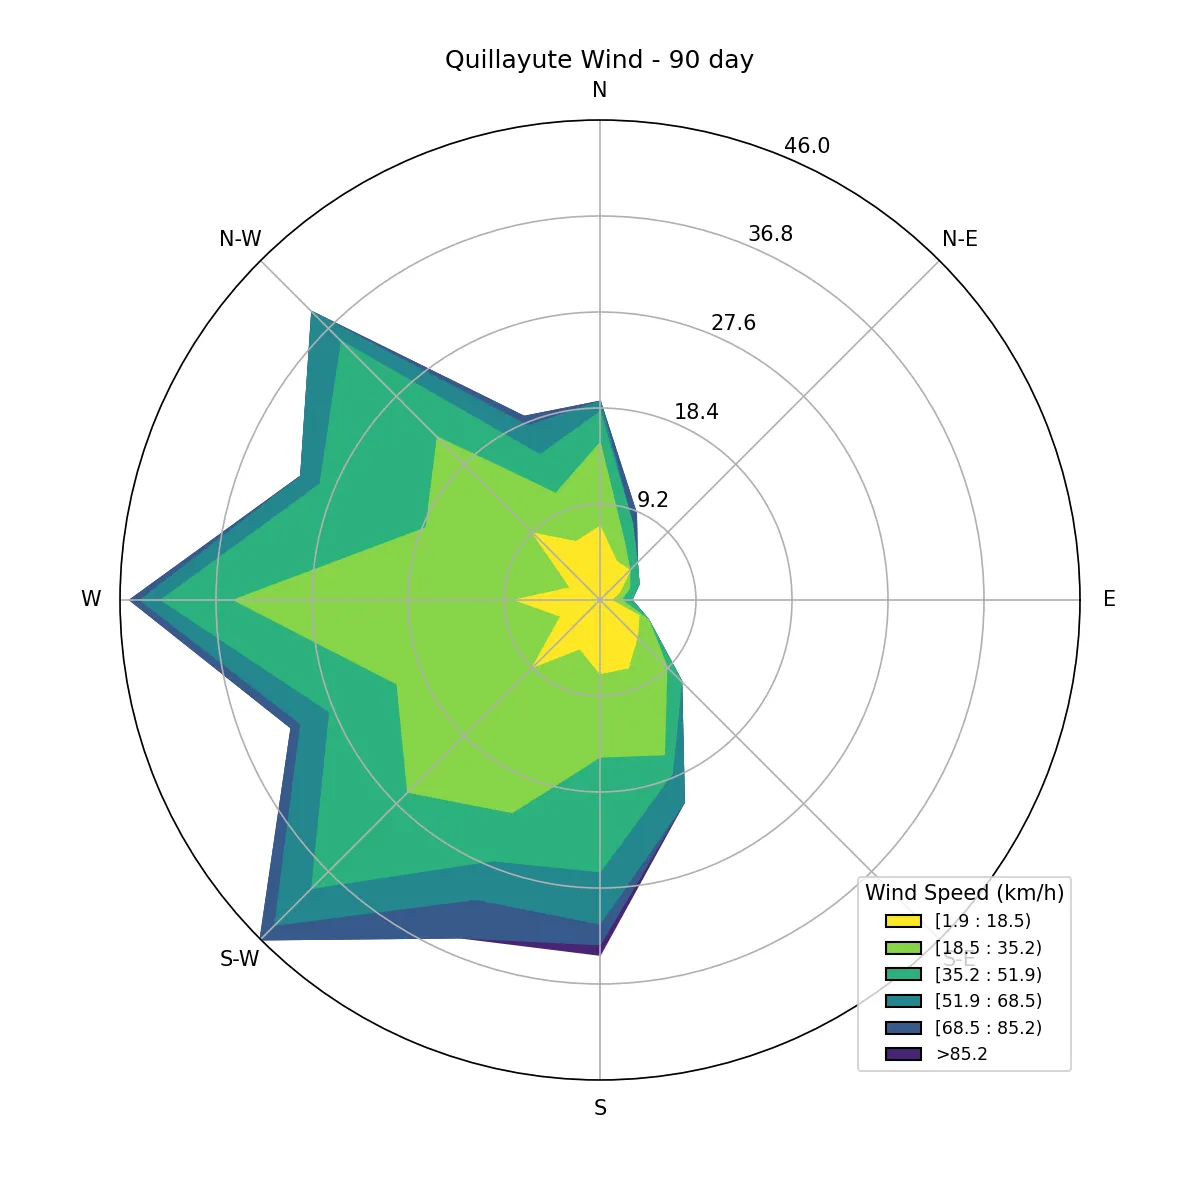 Quillayute Wind - 90 day
N
46.0
36.8
N-W
N-E
27.6
18.4
9.2
W
E
Wind Speed (km/h)
[1.9 : 18.5)
[18.5 : 35.2)
S-W
S-E
[35.2 : 51.9)
[51.9 : 68.5)
[68.5 : 85.2)
>85.2
S